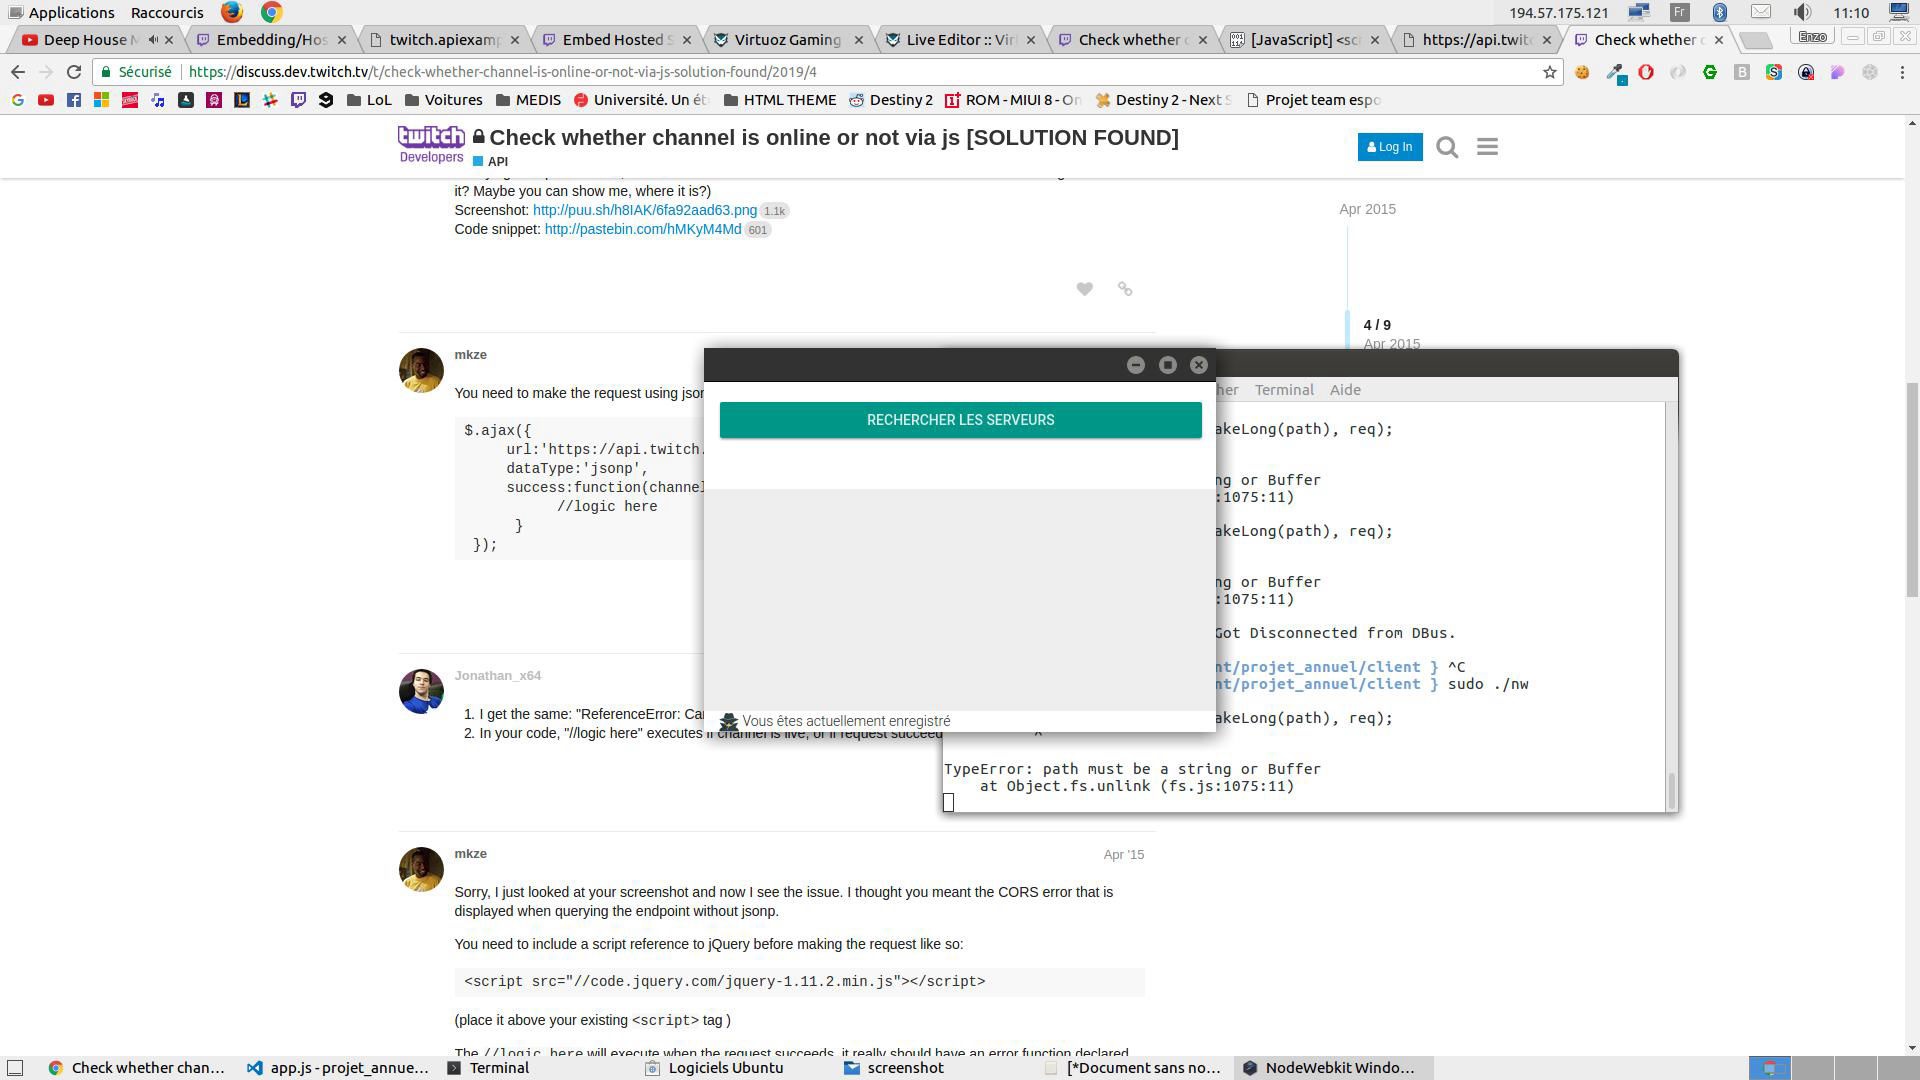 Applications Raccourcis 194.57.175.121 Fr 11:10
Deep House M Embedding/Hos twitch.apiexamp Embed Hosted S Virtuoz Gaming Live Editor :: Virt Check whether c [JavaScript] <scr https://api.twitc Check whether c Enzo
Sécurisé https://discuss.dev.twitch.tv/t/check-whether-channel-is-online-or-not-via-js-solution-found/2019/4
LoL Voitures MEDIS Université. Un ét HTML THEME Destiny 2 ROM - MIUI 8 - On Destiny 2 - Next S Projet team espo
twitch
Developers
Check whether channel is online or not via js [SOLUTION FOUND]
API
Log In
it? Maybe you can show me, where it is?)
Screenshot: http://puu.sh/h8IAK/6fa92aad63.png 1.1k
Code snippet: http://pastebin.com/hMKyM4Md 601
Apr 2015
4 / 9
Apr 2015
mkze
You need to make the request using json
$.ajax({
url:'https://api.twitch.
dataType:'jsonp',
success:function(channel
//logic here
}
});
RECHERCHER LES SERVEURS
Vous êtes actuellement enregistré
her Terminal Aide
akeLong(path), req);
ng or Buffer
:1075:11)
akeLong(path), req);
ng or Buffer
:1075:11)
Got Disconnected from DBus.
nt/projet_annuel/client } ^C
nt/projet_annuel/client } sudo ./nw
akeLong(path), req);
^
TypeError: path must be a string or Buffer
at Object.fs.unlink (fs.js:1075:11)
Jonathan_x64
1. I get the same: "ReferenceError: Ca
2. In your code, "//logic here" executes if channel is live, or if request succeed
mkze Apr '15
Sorry, I just looked at your screenshot and now I see the issue. I thought you meant the CORS error that is
displayed when querying the endpoint without jsonp.
You need to include a script reference to jQuery before making the request like so:
<script src="//code.jquery.com/jquery-1.11.2.min.js"></script>
(place it above your existing <script> tag )
The //logic here will execute when the request succeeds, it really should have an error function declared
Check whether chan... app.js - projet_annue... Terminal Logiciels Ubuntu screenshot [*Document sans no... NodeWebkit Windo...